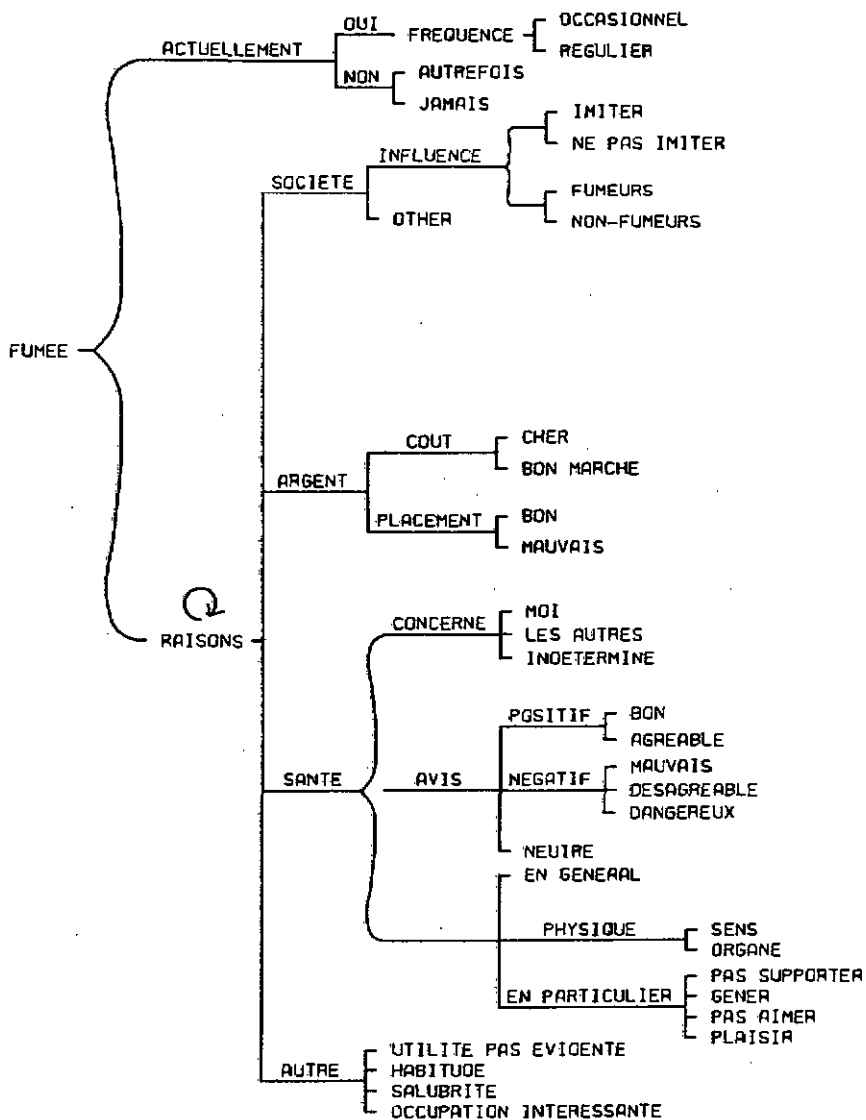 OUI
FREQUENCE
OCCASIONNEL
REGULIER
ACTUELLEMENT
NON
AUTREFOIS
JAMAIS
IMITER
NE PAS IMITER
INFLUENCE
SOCIETE
FUMEURS
OTHER
NON-FUMEURS
FUMEE
COUT
CHER
BON MARCHE
ARGENT
PLACEMENT
BON
MAUVAIS
RAISONS
CONCERNE
MOI
LES AUTRES
INDETERMINE
POSITIF
BON
AGREABLE
SANTE
AVIS
NEGATIF
MAUVAIS
DESAGREABLE
DANGEREUX
NEUIRE
EN GENERAL
PHYSIQUE
SENS
ORGANE
EN PARTICULIER
PAS SUPPORTER
GENER
PAS AIMER
PLAISIR
AUTRE
UTILITE PAS EVIDENTE
HABITUDE
SALUBRITE
OCCUPATION INTERESSANTE